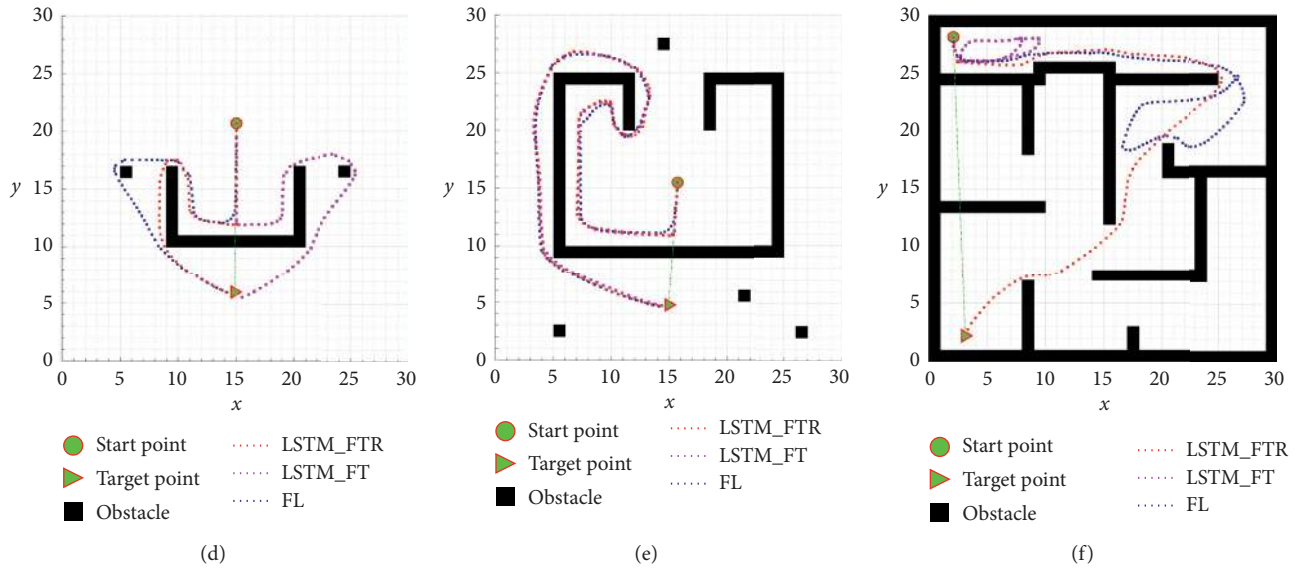 30
25
20
15
10
5
0
y
0 5 10 15 20 25 30
x
Start point
Target point
Obstacle
LSTM_FTR
LSTM_FT
FL
(d)
30
25
20
15
10
5
0
y
0 5 10 15 20 25 30
x
Start point
Target point
Obstacle
LSTM_FTR
LSTM_FT
FL
(e)
30
25
20
15
10
5
0
y
0 5 10 15 20 25 30
x
Start point
Target point
Obstacle
LSTM_FTR
LSTM_FT
FL
(f)